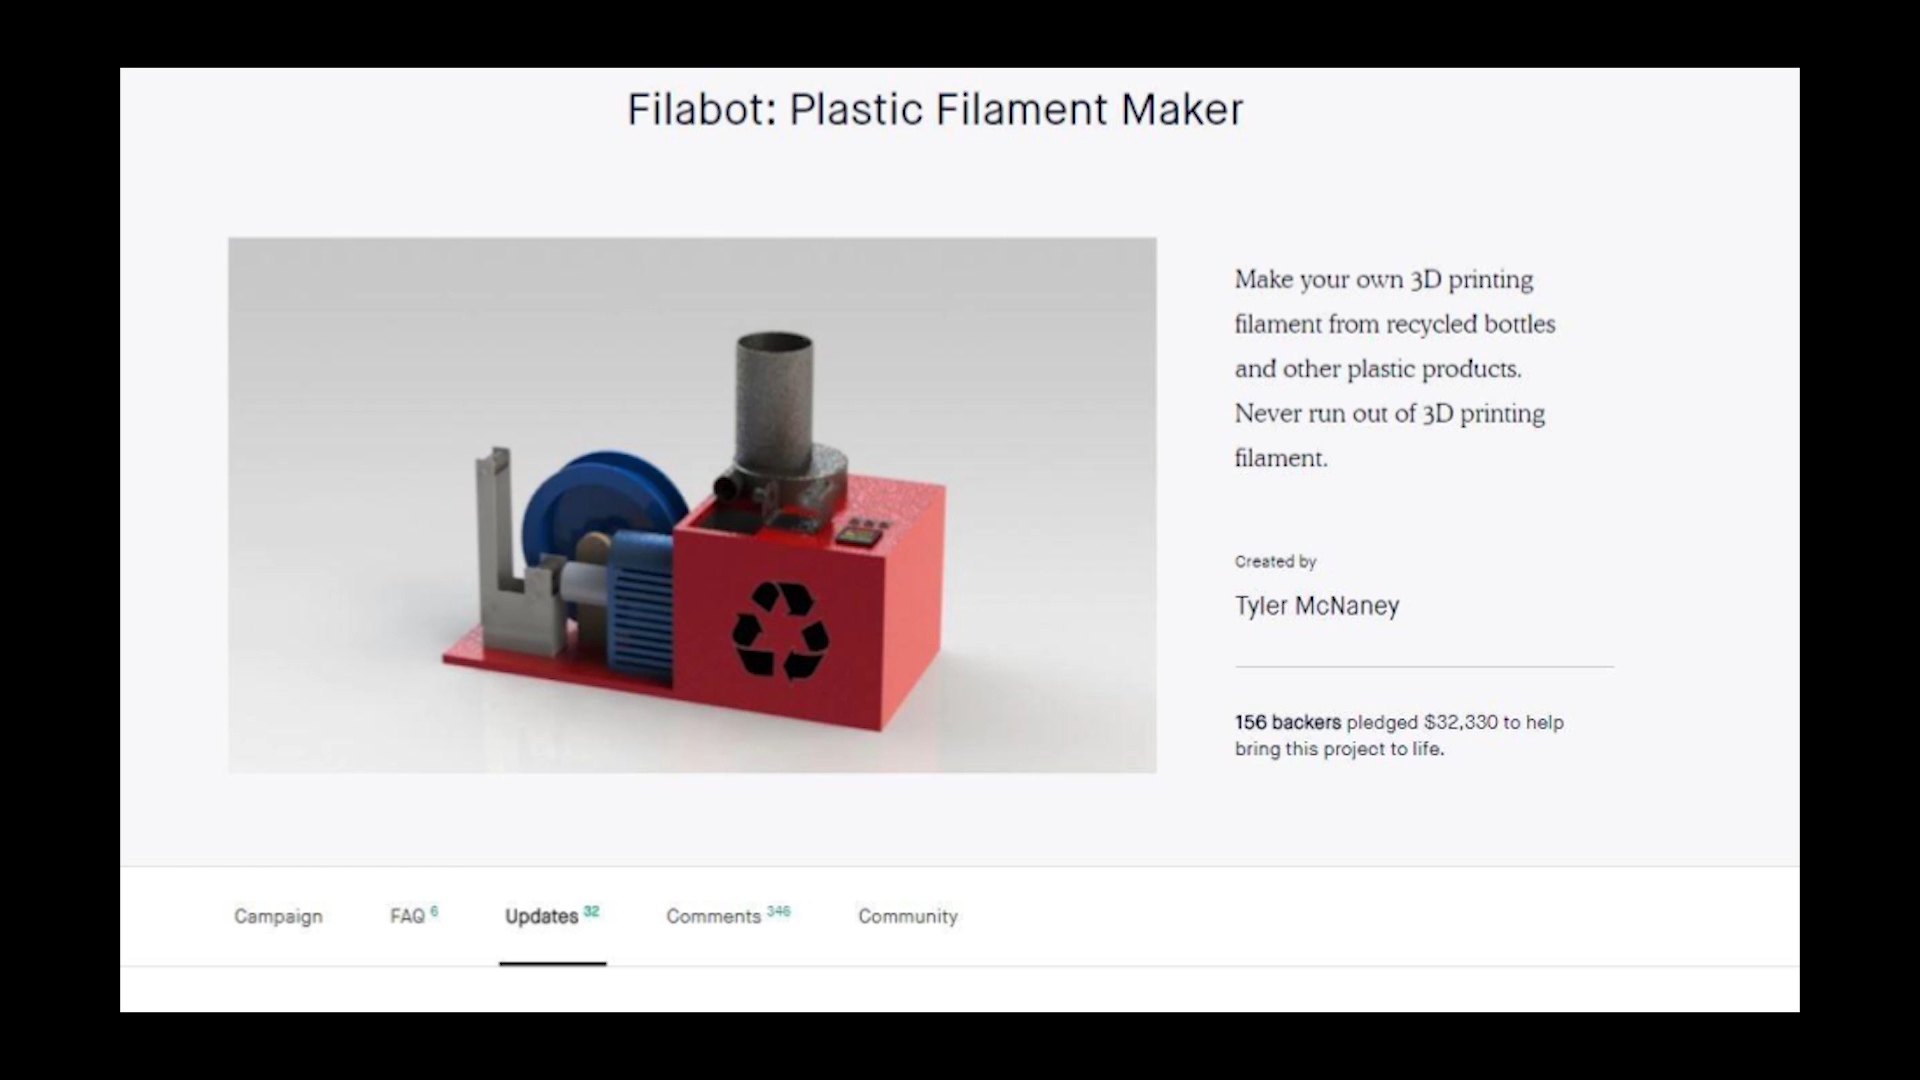 Filabot: Plastic Filament Maker
Make your own 3D printing
filament from recycled bottles
and other plastic products.
Never run out of 3D printing
filament.
Created by
Tyler McNaney
156 backers pledged $32,330 to help
bring this project to life.
Campaign FAQ 6 Updates 32 Comments 346 Community